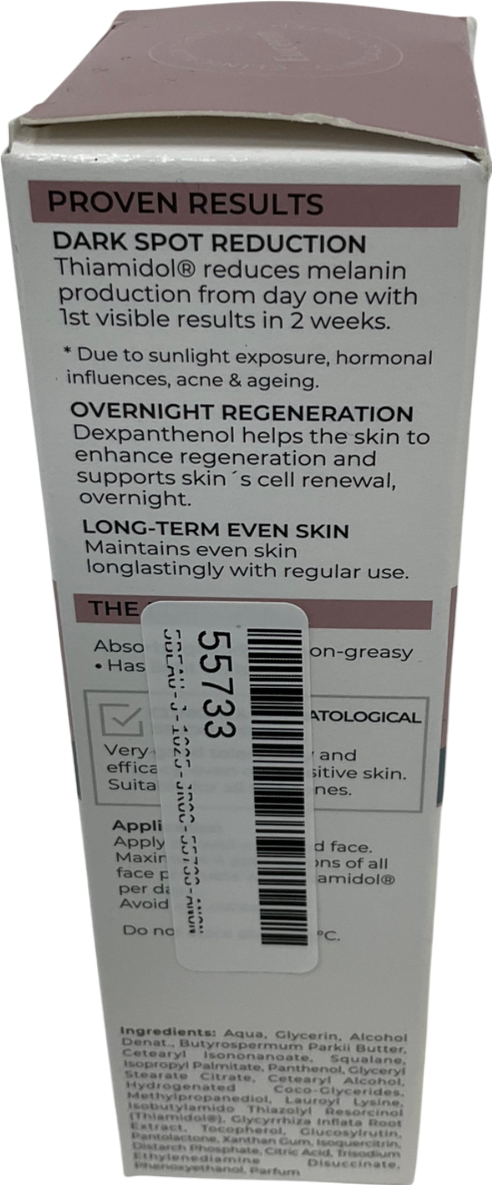 PROVEN RESULTS
DARK SPOT REDUCTION
Thiamidol® reduces melanin
production from day one with
1st visible results in 2 weeks.
* Due to sunlight exposure, hormonal
influences, acne & ageing.
OVERNIGHT REGENERATION
Dexpanthenol helps the skin to
enhance regeneration and
supports skin´s cell renewal,
overnight.
LONG-TERM EVEN SKIN
Maintains even skin
longlastingly with regular use.
THE
Abso on-greasy
• Has
ATOLOGICAL
Very- and
effica sitive skin.
Suita nes.
Appli
Apply d face.
Maxim ons of all
face p amidol®
per da
Avoid
Do no °C.
55733
Ingredients: Aqua, Glycerin, Alcohol
Denat., Butyrospermum Parkii Butter,
Cetearyl Isononanoate, Squalane,
Isopropyl Palmitate, Panthenol, Glyceryl
Stearate Citrate, Cetearyl Alcohol,
Hydrogenated Coco-Glycerides,
Methylpropanediol, Lauroyl Lysine,
Isobutylamido Thiazolyl Resorcinol
(Thiamidol®), Glycyrrhiza Inflata Root
Extract, Tocopherol, Glucosylrutin,
Pantolactone, Xanthan Gum, Isoquercitrin,
Distarch Phosphate, Citric Acid, Trisodium
Ethylenediamine Disuccinate,
Phenoxyethanol, Parfum